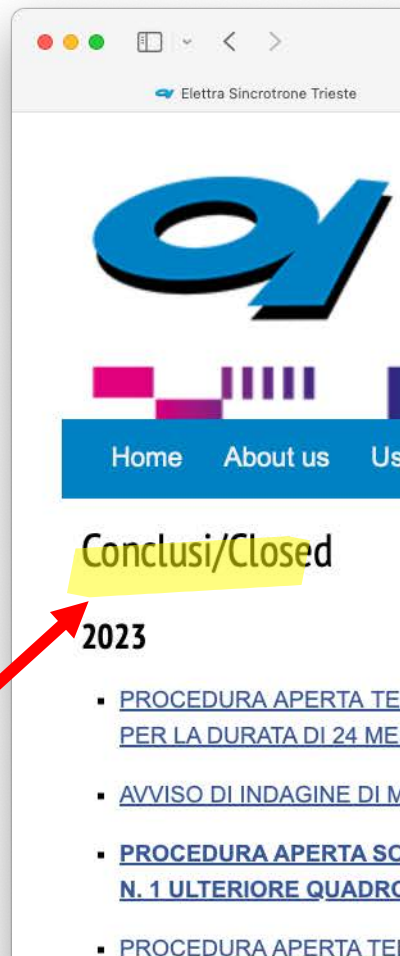 Elettra Sincrotrone Trieste
Home About us
Conclusi/Closed
2023
PROCEDURA APERTA
PER LA DURATA DI 24
AVVISO DI INDAGINE DI
PROCEDURA APERTA
N. 1 ULTERIORE
PROCEDURA APERTA